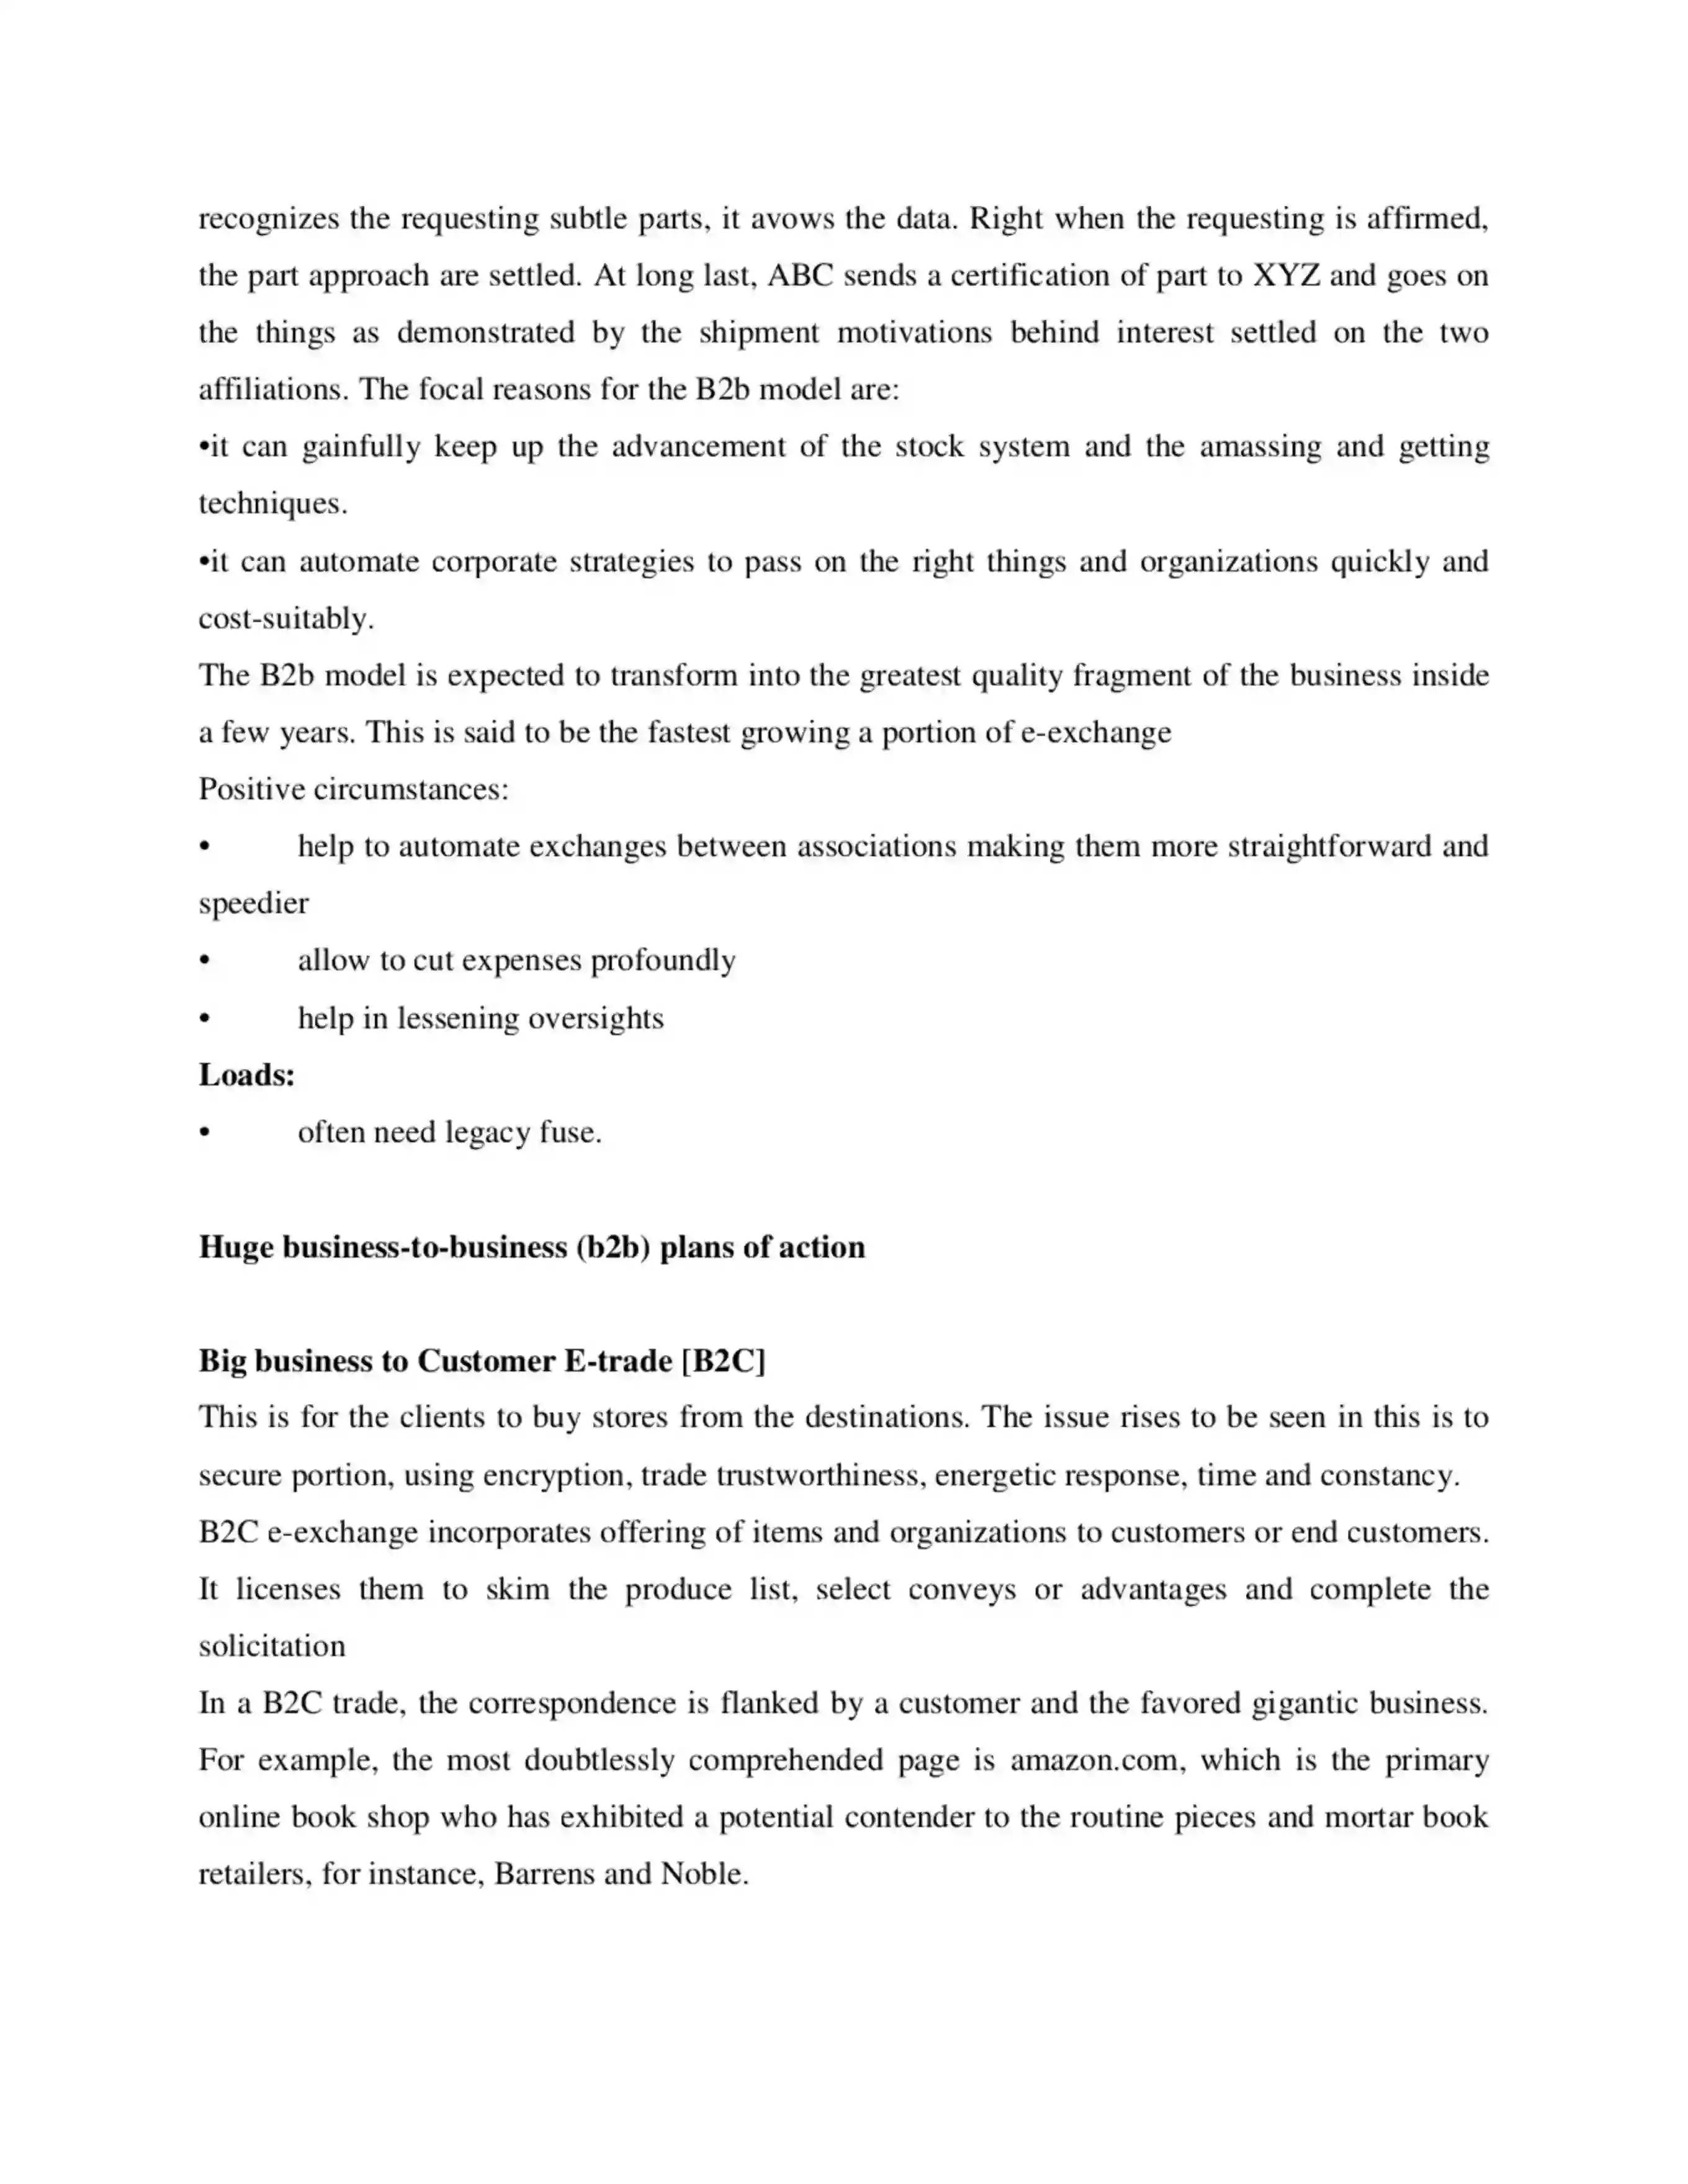 recognizes the requesting subtle parts, it avows the data. Right when the requesting is affirmed,
the part approach are settled. At long last, ABC sends a certification of part to XYZ and goes on
the things as demonstrated by the shipment motivations behind interest settled on the two
affiliations. The focal reasons for the B2b model are:
•it can gainfully keep up the advancement of the stock system and the amassing and getting
techniques.
•it can automate corporate strategies to pass on the right things and organizations quickly and
cost-suitably.
The B2b model is expected to transform into the greatest quality fragment of the business inside
a few years. This is said to be the fastest growing a portion of e-exchange
Positive circumstances:
• help to automate exchanges between associations making them more straightforward and
speedier
• allow to cut expenses profoundly
• help in lessening oversights
Loads:
• often need legacy fuse.
Huge business-to-business (b2b) plans of action
Big business to Customer E-trade [B2C]
This is for the clients to buy stores from the destinations. The issue rises to be seen in this is to
secure portion, using encryption, trade trustworthiness, energetic response, time and constancy.
B2C e-exchange incorporates offering of items and organizations to customers or end customers.
It licenses them to skim the produce list, select conveys or advantages and complete the
solicitation
In a B2C trade, the correspondence is flanked by a customer and the favored gigantic business.
For example, the most doubtlessly comprehended page is amazon.com, which is the primary
online book shop who has exhibited a potential contender to the routine pieces and mortar book
retailers, for instance, Barrens and Noble.